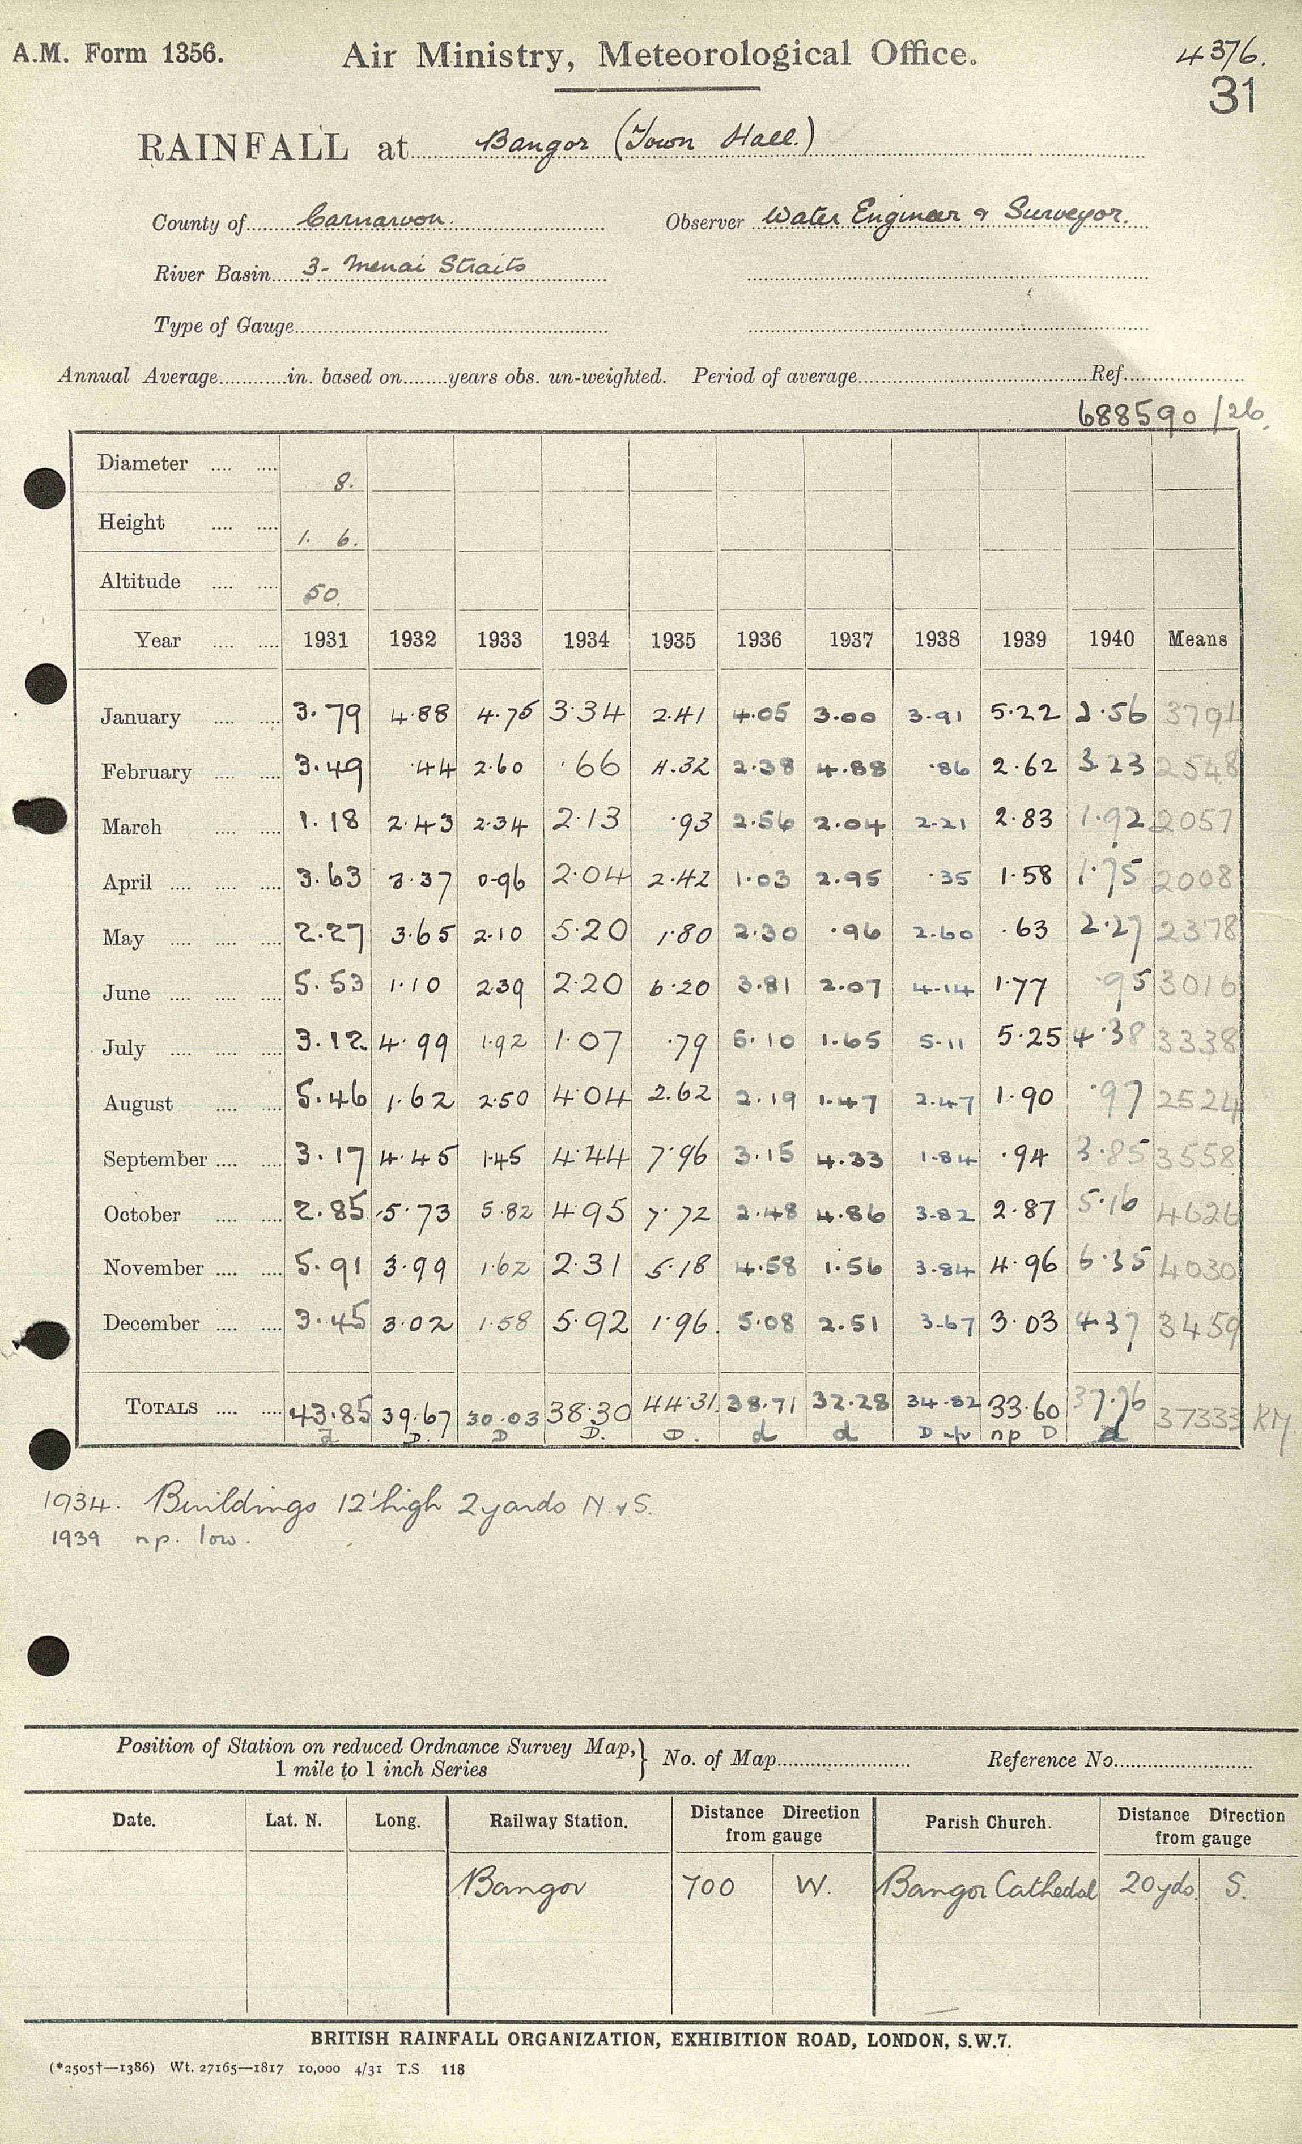 A.M. Form 1356.
Air Ministry, Meteorological Office.
437/6.
31
RAINFALL at Bangor (Town Hall.)
County of Carnarvon. Observer Water Engineer & Surveyor.
River Basin 3- Menai Straits
Type of Gauge
Annual Average in. based on years obs. un-weighted. Period of average Ref.
688590/26.
Diameter 8.
Height 1. 6.
Altitude 50.
Year 1931 1932 1933 1934 1935 1936 1937 1938 1939 1940 Means
January 3.79 4.88 4.75 3.34 2.41 4.05 3.00 3.91 5.22 2.56 3791
February 3.49 .44 2.60 .66 4.32 2.38 4.88 .86 2.62 3.23 2548
March 1.18 2.43 2.34 2.13 .93 2.56 2.04 2.21 2.83 1.92 2057
April 3.63 3.37 0.96 2.04 2.42 1.03 2.95 .35 1.58 1.75 2008
May 2.27 3.65 2.10 5.20 1.80 2.30 .96 2.60 .63 2.27 2378
June 5.53 1.10 2.39 2.20 6.20 3.81 2.07 4.14 1.77 .95 3016
July 3.12 4.99 1.92 1.07 .79 5.10 1.65 5.11 5.25 4.38 3338
August 5.46 1.62 2.50 4.04 2.62 2.19 1.47 2.47 1.90 .97 2524
September 3.17 4.45 1.45 4.44 7.96 3.15 4.33 1.84 .94 3.85 3558
October 2.85 5.73 5.82 4.95 7.72 2.48 4.86 3.82 2.87 5.16 4626
November 5.91 3.99 1.62 2.31 5.18 4.58 1.56 3.84 4.96 6.35 4030
December 3.45 3.02 1.58 5.92 1.96. 5.08 2.51 3.67 3.03 4.37 3459
TOTALS 43.85 39.67 30.03 38.30 44.31 38.71 32.28 34.82 33.60 37.76 37333 KM
d D. D D. D. d d D np D d
1934. Buildings 12' high 2 yards N & S.
1939 n.p. low.
Position of Station on reduced Ordnance Survey Map, 1 mile to 1 inch Series } No. of Map Reference No.
Date. Lat. N. Long. Railway Station. Distance Direction from gauge Parish Church. Distance Direction from gauge
Bangor 700 W. Bangor Cathedal 20 yds. S.
BRITISH RAINFALL ORGANIZATION, EXHIBITION ROAD, LONDON, S.W.7.
(*2505†—1386) Wt. 27165—1817 10,000 4/31 T.S. 118